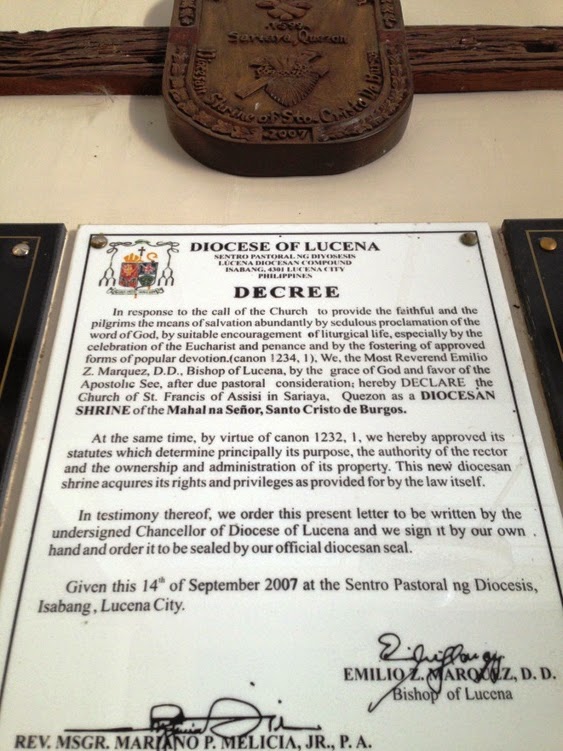 1599
Sariaya, Quezon
Diocesan Shrine of Sto. Cristo De Burgos
2007
DIOCESE OF LUCENA
SENTRO PASTORAL NG DIYOSESIS
LUCENA DIOCESAN COMPOUND
ISABANG, 4301 LUCENA CITY
PHILIPPINES
DECREE
In response to the call of the Church to provide the faithful and the
pilgrims the means of salvation abundantly by sedulous proclamation of the
word of God, by suitable encouragement of liturgical life, especially by the
celebration of the Eucharist and penance and by the fostering of approved
forms of popular devotion.(canon 1234, 1), We, the Most Reverend Emilio
Z. Marquez, D.D., Bishop of Lucena, by the grace of God and favor of the
Apostolic See, after due pastoral consideration; hereby DECLARE the
Church of St. Francis of Assisi in Sariaya, Quezon as a DIOCESAN
SHRINE of the Mahal na Señor, Santo Cristo de Burgos.
At the same time, by virtue of canon 1232, 1, we hereby approved its
statutes which determine principally its purpose, the authority of the rector
and the ownership and administration of its property. This new diocesan
shrine acquires its rights and privileges as provided for by the law itself.
In testimony thereof, we order this present letter to be written by the
undersigned Chancellor of Diocese of Lucena and we sign it by our own
hand and order it to be sealed by our official diocesan seal.
Given this 14th of September 2007 at the Sentro Pastoral ng Diocesis,
Isabang, Lucena City.
EMILIO Z. MARQUEZ, D. D.
Bishop of Lucena
REV. MSGR. MARIANO P. MELICIA, JR., P. A.